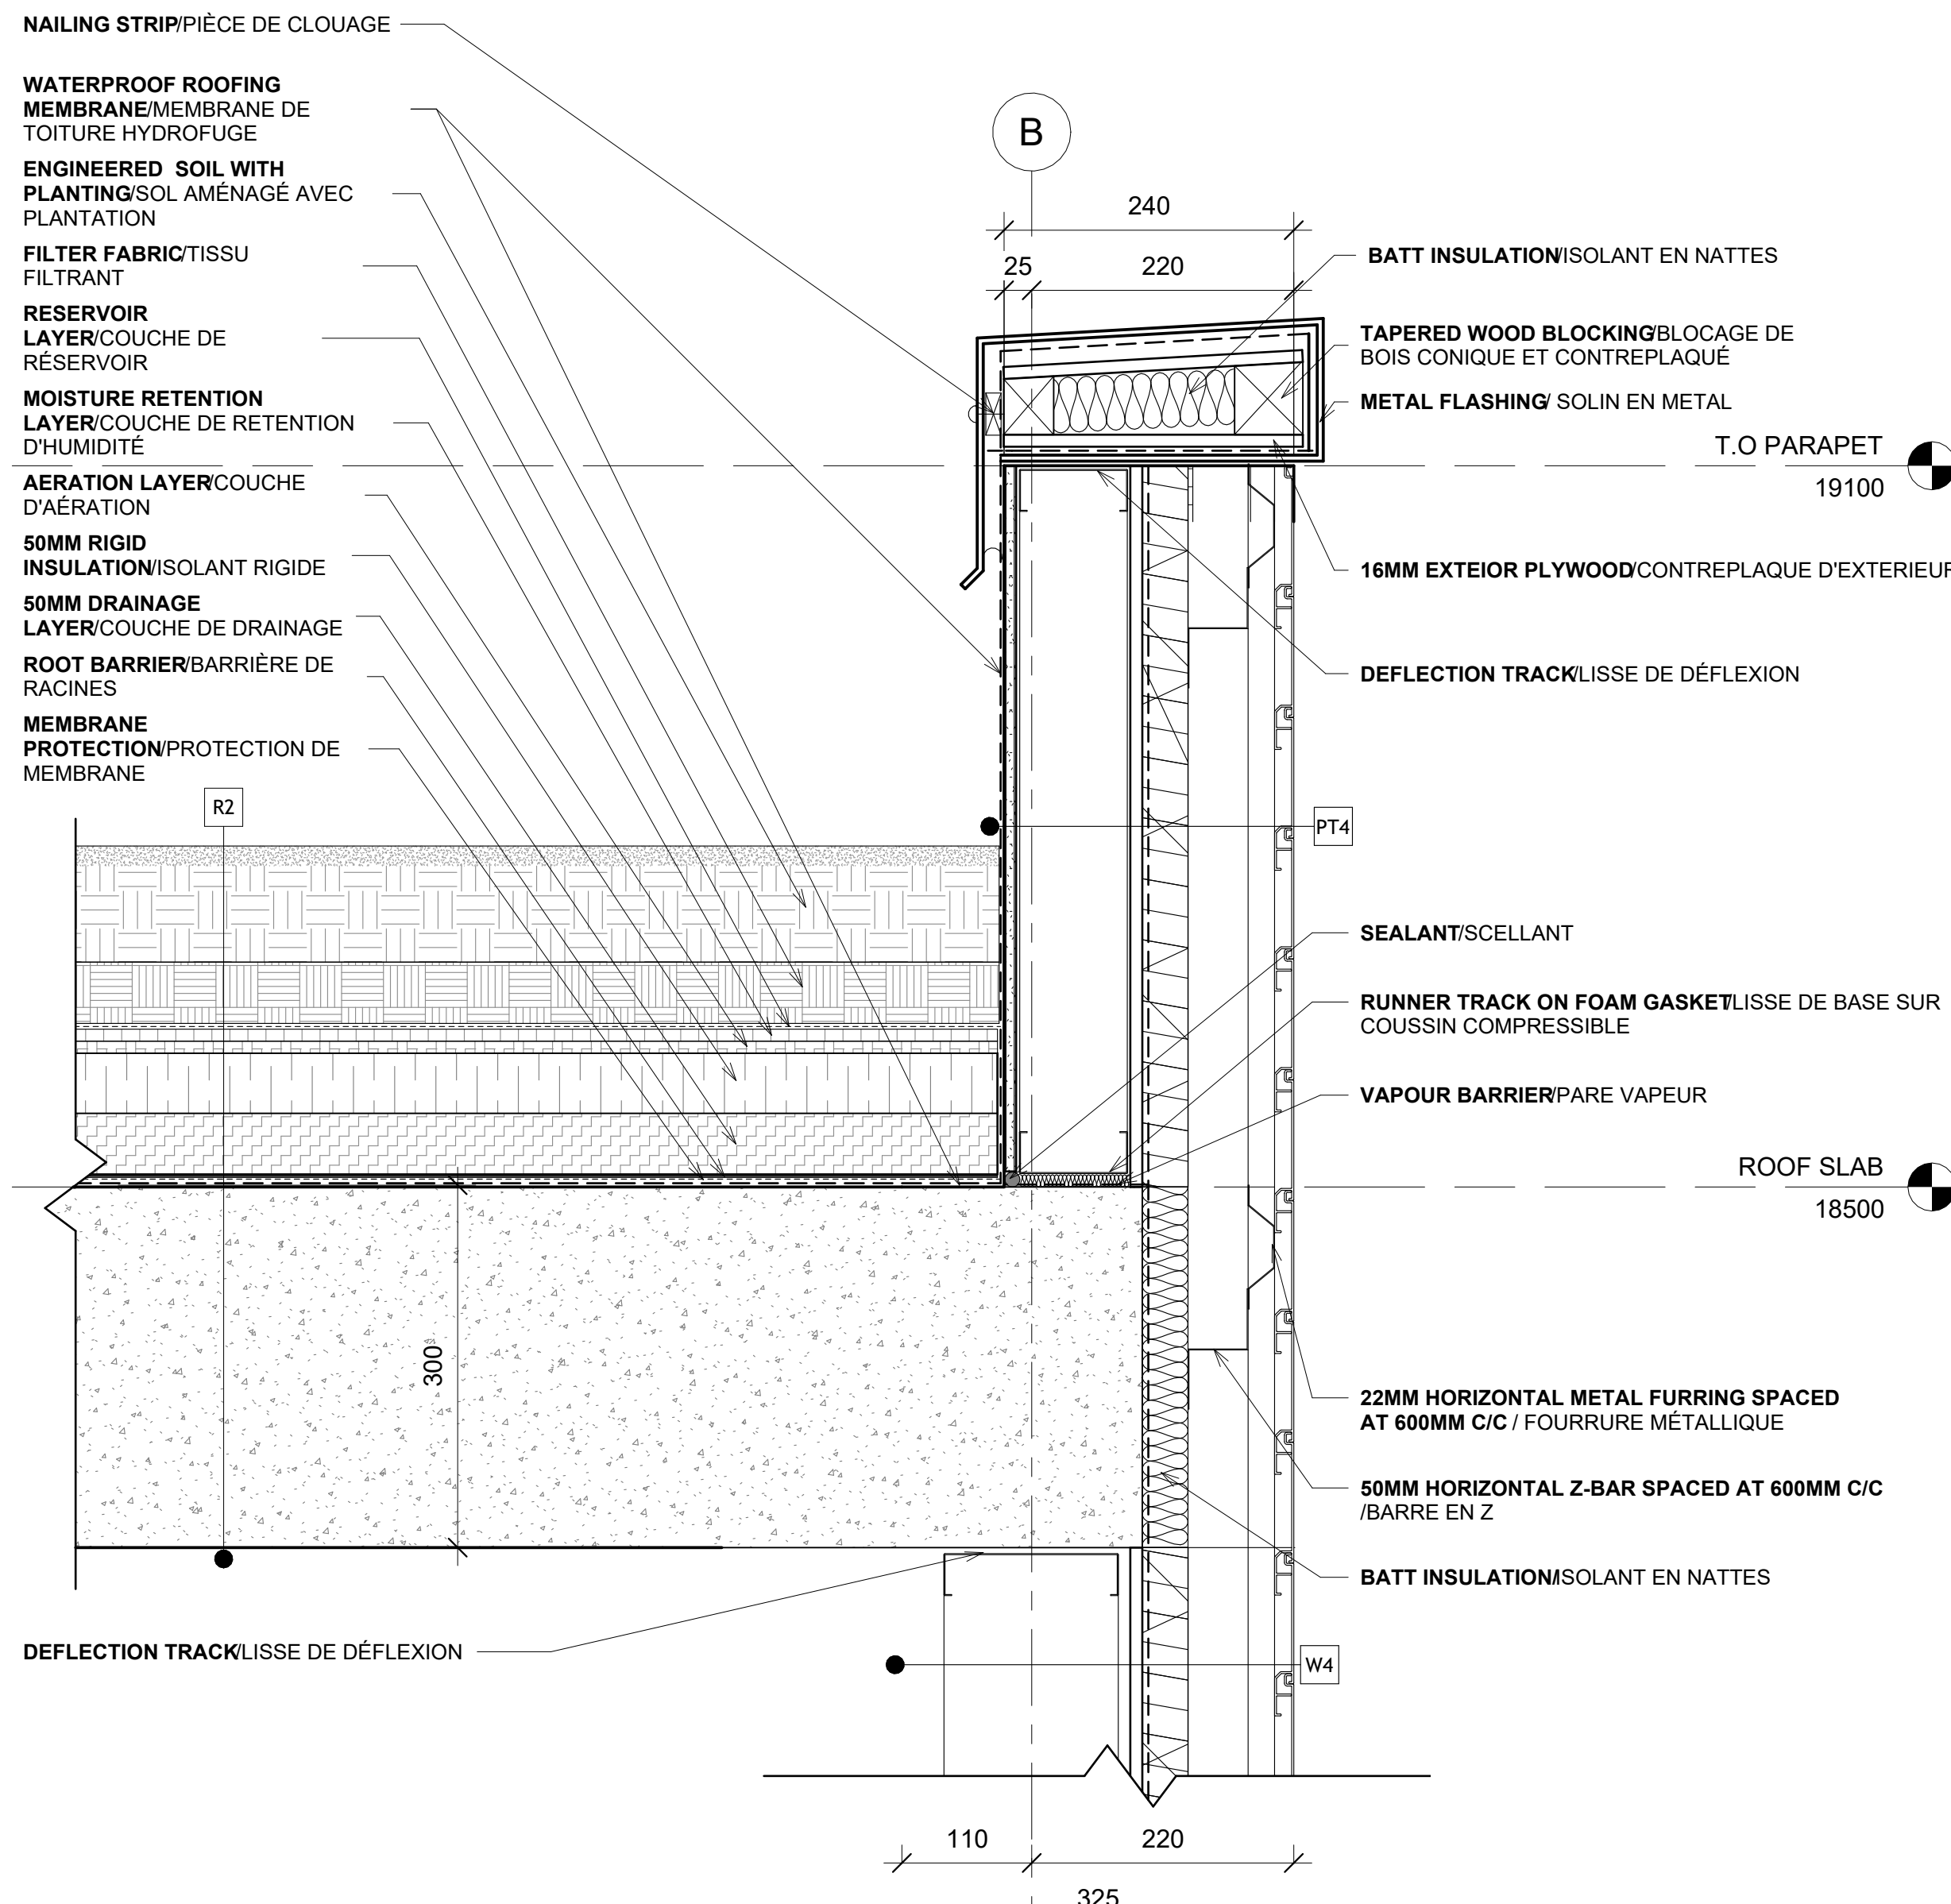 NAILING STRIP/PIÈCE DE CLOUAGE
WATERPROOF ROOFING
MEMBRANE/MEMBRANE DE
TOITURE HYDROFUGE
ENGINEERED SOIL WITH
PLANTING/SOL AMÉNAGÉ AVEC
PLANTATION
FILTER FABRIC/TISSU
FILTRANT
RESERVOIR
LAYER/COUCHE DE
RÉSERVOIR
MOISTURE RETENTION
LAYER/COUCHE DE RETENTION
D'HUMIDITÉ
AERATION LAYER/COUCHE
D'AÉRATION
50MM RIGID
INSULATION/ISOLANT RIGIDE
50MM DRAINAGE
LAYER/COUCHE DE DRAINAGE
ROOT BARRIER/BARRIÈRE DE
RACINES
MEMBRANE
PROTECTION/PROTECTION DE
MEMBRANE
R2
300
DEFLECTION TRACK/LISSE DE DÉFLEXION
B
240
25
220
BATT INSULATION/ISOLANT EN NATTES
TAPERED WOOD BLOCKING/BLOCAGE DE
BOIS CONIQUE ET CONTREPLAQUÉ
METAL FLASHING/ SOLIN EN METAL
T.O PARAPET
19100
16MM EXTEIOR PLYWOOD/CONTREPLAQUE D'EXTERIEUR
DEFLECTION TRACK/LISSE DE DÉFLEXION
PT4
SEALANT/SCELLANT
RUNNER TRACK ON FOAM GASKET/LISSE DE BASE SUR
COUSSIN COMPRESSIBLE
VAPOUR BARRIER/PARE VAPEUR
ROOF SLAB
18500
22MM HORIZONTAL METAL FURRING SPACED
AT 600MM C/C / FOURRURE MÉTALLIQUE
50MM HORIZONTAL Z-BAR SPACED AT 600MM C/C
/BARRE EN Z
BATT INSULATION/ISOLANT EN NATTES
W4
110
220
325